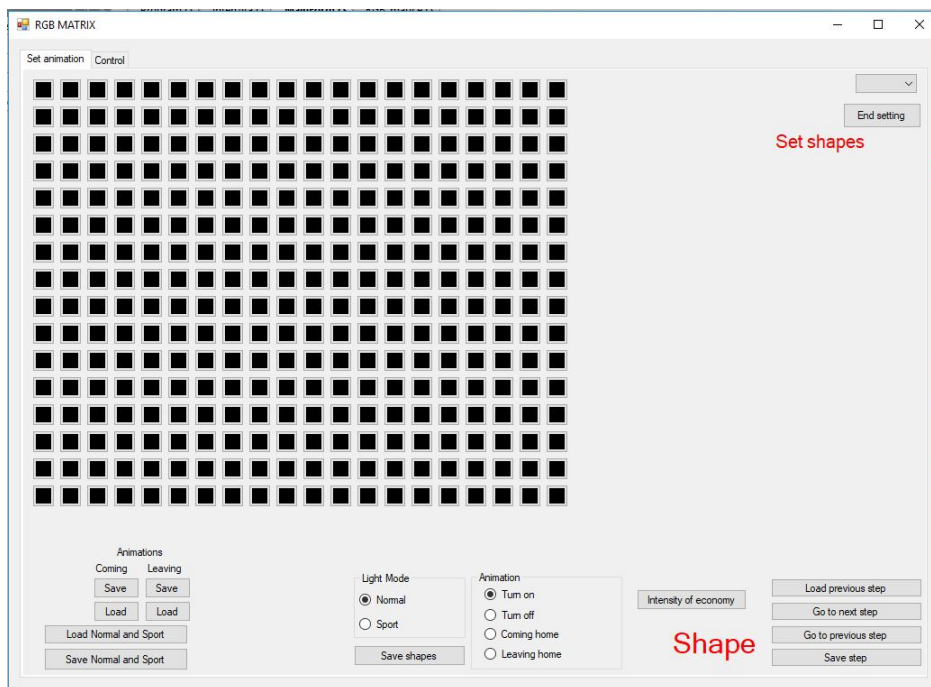 RGB MATRIX
Set animation
Control
End setting
Set shapes
Animations
Coming Leaving
Save Save
Load Load
Load Normal and Sport
Save Normal and Sport
Light Mode
Normal
Sport
Save shapes
Animation
Turn on
Turn off
Coming home
Leaving home
Intensity of economy
Shape
Load previous step
Go to next step
Go to previous step
Save step